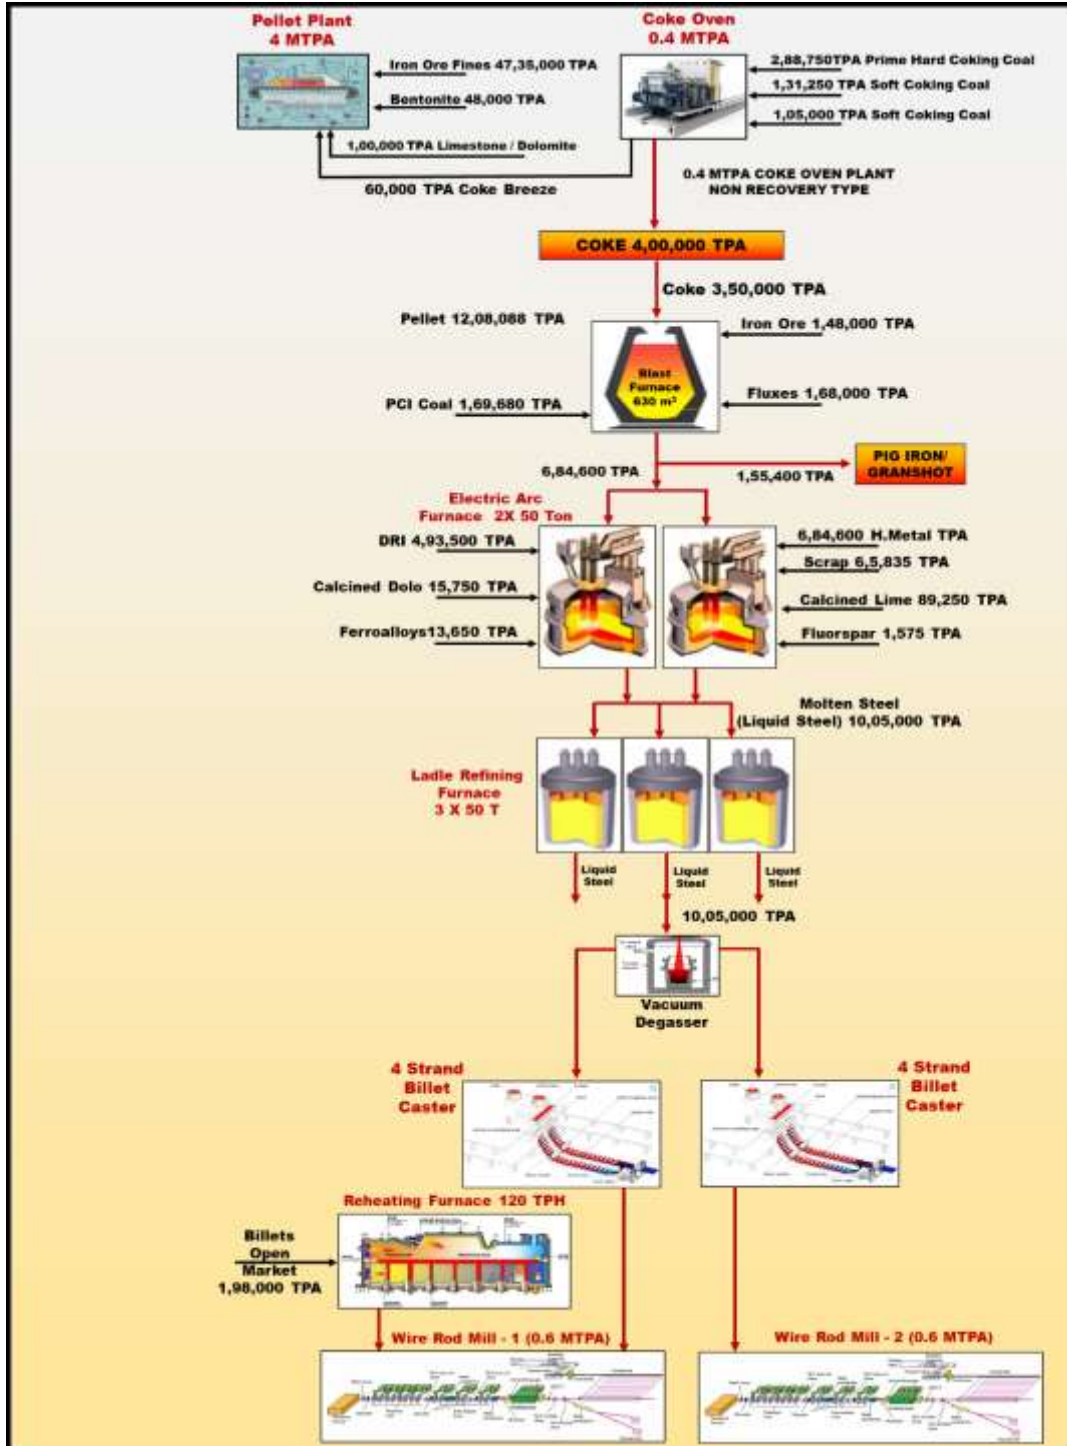 Pellet Plant
4 MTPA
Coke Oven
0.4 MTPA
Iron Ore Fines 47,35,000 TPA
Bentonite 48,000 TPA
1,00,000 TPA Limestone / Dolomite
60,000 TPA Coke Breeze
2,88,750TPA Prime Hard Coking Coal
1,31,250 TPA Soft Coking Coal
1,05,000 TPA Soft Coking Coal
0.4 MTPA COKE OVEN PLANT
NON RECOVERY TYPE
COKE 4,00,000 TPA
Coke 3,50,000 TPA
Pellet 12,08,088 TPA
Iron Ore 1,48,000 TPA
Blast
Furnace
630 m³
PCI Coal 1,69,680 TPA
Fluxes 1,68,000 TPA
6,84,600 TPA
1,55,400 TPA
PIG IRON/
GRANSHOT
Electric Arc
Furnace 2X 50 Ton
DRI 4,93,500 TPA
Calcined Dolo 15,750 TPA
Ferroalloys13,650 TPA
6,84,600 H.Metal TPA
Scrap 6,5,835 TPA
Calcined Lime 89,250 TPA
Fluorspar 1,575 TPA
Molten Steel
(Liquid Steel) 10,05,000 TPA
Ladle Refining
Furnace
3 X 50 T
Liquid
Steel
Liquid
Steel
Liquid
Steel
10,05,000 TPA
Vacuum
Degasser
4 Strand
Billet
Caster
4 Strand
Billet
Caster
Reheating Furnace 120 TPH
Billets
Open
Market
1,98,000 TPA
Wire Rod Mill - 1 (0.6 MTPA)
Wire Rod Mill - 2 (0.6 MTPA)